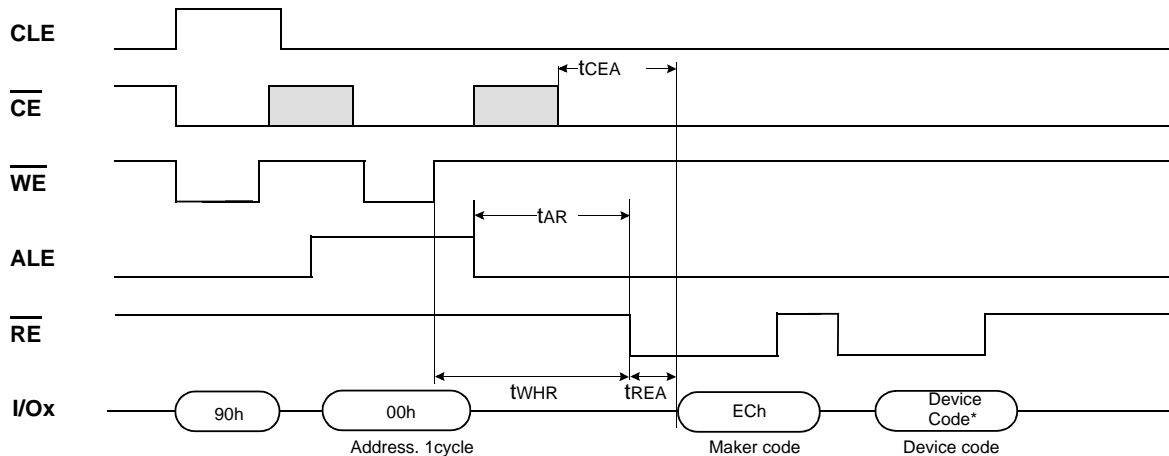 CLE
tCEA
CE
WE
tAR
ALE
RE
tWHR
tREA
I/Ox
90h
00h
ECh
Device
Code*
Address. 1cycle
Maker code
Device code